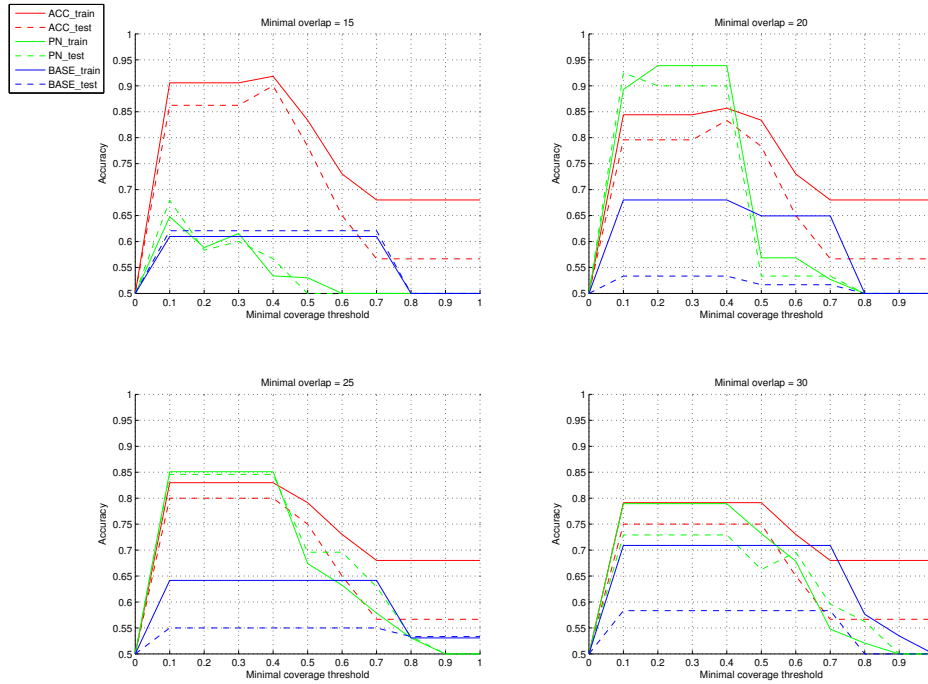 ACC_train
ACC_test
PN_train
PN_test
BASE_train
BASE_test
Minimal overlap = 15
1
0.95
0.9
0.85
0.8
0.75
0.7
0.65
0.6
0.55
0.5
Accuracy
0 0.1 0.2 0.3 0.4 0.5 0.6 0.7 0.8 0.9 1
Minimal coverage threshold
Minimal overlap = 20
1
0.95
0.9
0.85
0.8
0.75
0.7
0.65
0.6
0.55
0.5
Accuracy
0 0.1 0.2 0.3 0.4 0.5 0.6 0.7 0.8 0.9
Minimal coverage threshold
Minimal overlap = 25
1
0.95
0.9
0.85
0.8
0.75
0.7
0.65
0.6
0.55
0.5
Accuracy
0 0.1 0.2 0.3 0.4 0.5 0.6 0.7 0.8 0.9 1
Minimal coverage threshold
Minimal overlap = 30
1
0.95
0.9
0.85
0.8
0.75
0.7
0.65
0.6
0.55
0.5
Accuracy
0 0.1 0.2 0.3 0.4 0.5 0.6 0.7 0.8 0.9
Minimal coverage threshold